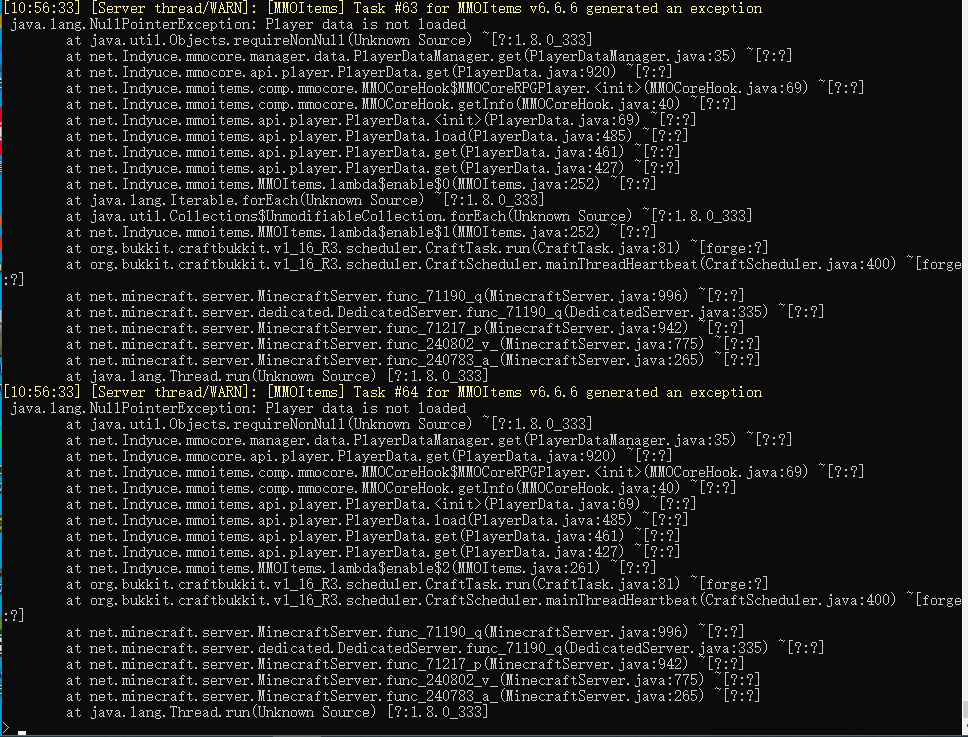 [10:56:33] [Server thread/WARN]: [MMOItems] Task #63 for MMOItems v6.6.6 generated an exception
java.lang.NullPointerException: Player data is not loaded
at java.util.Objects.requireNonNull(Unknown Source) ~[?:1.8.0_333]
at net.Indyuce.mmocore.manager.data.PlayerDataManager.get(PlayerDataManager.java:35) ~[?:?]
at net.Indyuce.mmocore.api.player.PlayerData.get(PlayerData.java:920) ~[?:?]
at net.Indyuce.mmoitems.comp.mmocore.MMOCoreHook$MMOCoreRPGPlayer.<init>(MMOCoreHook.java:69) ~[?:?]
at net.Indyuce.mmoitems.comp.mmocore.MMOCoreHook.getInfo(MMOCoreHook.java:40) ~[?:?]
at net.Indyuce.mmoitems.api.player.PlayerData.<init>(PlayerData.java:69) ~[?:?]
at net.Indyuce.mmoitems.api.player.PlayerData.load(PlayerData.java:485) ~[?:?]
at net.Indyuce.mmoitems.api.player.PlayerData.get(PlayerData.java:461) ~[?:?]
at net.Indyuce.mmoitems.api.player.PlayerData.get(PlayerData.java:427) ~[?:?]
at net.Indyuce.mmoitems.MMOItems.lambda$enable$0(MMOItems.java:252) ~[?:?]
at java.lang.Iterable.forEach(Unknown Source) ~[?:1.8.0_333]
at java.util.Collections$UnmodifiableCollection.forEach(Unknown Source) ~[?:1.8.0_333]
at net.Indyuce.mmoitems.MMOItems.lambda$enable$1(MMOItems.java:252) ~[?:?]
at org.bukkit.craftbukkit.v1_16_R3.scheduler.CraftTask.run(CraftTask.java:81) ~[forge:?]
at org.bukkit.craftbukkit.v1_16_R3.scheduler.CraftScheduler.mainThreadHeartbeat(CraftScheduler.java:400) ~[forge
:?]
at net.minecraft.server.MinecraftServer.func_71190_q(MinecraftServer.java:996) ~[?:?]
at net.minecraft.server.dedicated.DedicatedServer.func_71190_q(DedicatedServer.java:335) ~[?:?]
at net.minecraft.server.MinecraftServer.func_71217_p(MinecraftServer.java:942) ~[?:?]
at net.minecraft.server.MinecraftServer.func_240802_v_(MinecraftServer.java:775) ~[?:?]
at net.minecraft.server.MinecraftServer.func_240783_a_(MinecraftServer.java:265) ~[?:?]
at java.lang.Thread.run(Unknown Source) [?:1.8.0_333]
[10:56:33] [Server thread/WARN]: [MMOItems] Task #64 for MMOItems v6.6.6 generated an exception
java.lang.NullPointerException: Player data is not loaded
at java.util.Objects.requireNonNull(Unknown Source) ~[?:1.8.0_333]
at net.Indyuce.mmocore.manager.data.PlayerDataManager.get(PlayerDataManager.java:35) ~[?:?]
at net.Indyuce.mmocore.api.player.PlayerData.get(PlayerData.java:920) ~[?:?]
at net.Indyuce.mmoitems.comp.mmocore.MMOCoreHook$MMOCoreRPGPlayer.<init>(MMOCoreHook.java:69) ~[?:?]
at net.Indyuce.mmoitems.comp.mmocore.MMOCoreHook.getInfo(MMOCoreHook.java:40) ~[?:?]
at net.Indyuce.mmoitems.api.player.PlayerData.<init>(PlayerData.java:69) ~[?:?]
at net.Indyuce.mmoitems.api.player.PlayerData.load(PlayerData.java:485) ~[?:?]
at net.Indyuce.mmoitems.api.player.PlayerData.get(PlayerData.java:461) ~[?:?]
at net.Indyuce.mmoitems.api.player.PlayerData.get(PlayerData.java:427) ~[?:?]
at net.Indyuce.mmoitems.MMOItems.lambda$enable$2(MMOItems.java:261) ~[?:?]
at org.bukkit.craftbukkit.v1_16_R3.scheduler.CraftTask.run(CraftTask.java:81) ~[forge:?]
at org.bukkit.craftbukkit.v1_16_R3.scheduler.CraftScheduler.mainThreadHeartbeat(CraftScheduler.java:400) ~[forge
:?]
at net.minecraft.server.MinecraftServer.func_71190_q(MinecraftServer.java:996) ~[?:?]
at net.minecraft.server.dedicated.DedicatedServer.func_71190_q(DedicatedServer.java:335) ~[?:?]
at net.minecraft.server.MinecraftServer.func_71217_p(MinecraftServer.java:942) ~[?:?]
at net.minecraft.server.MinecraftServer.func_240802_v_(MinecraftServer.java:775) ~[?:?]
at net.minecraft.server.MinecraftServer.func_240783_a_(MinecraftServer.java:265) ~[?:?]
at java.lang.Thread.run(Unknown Source) [?:1.8.0_333]
>